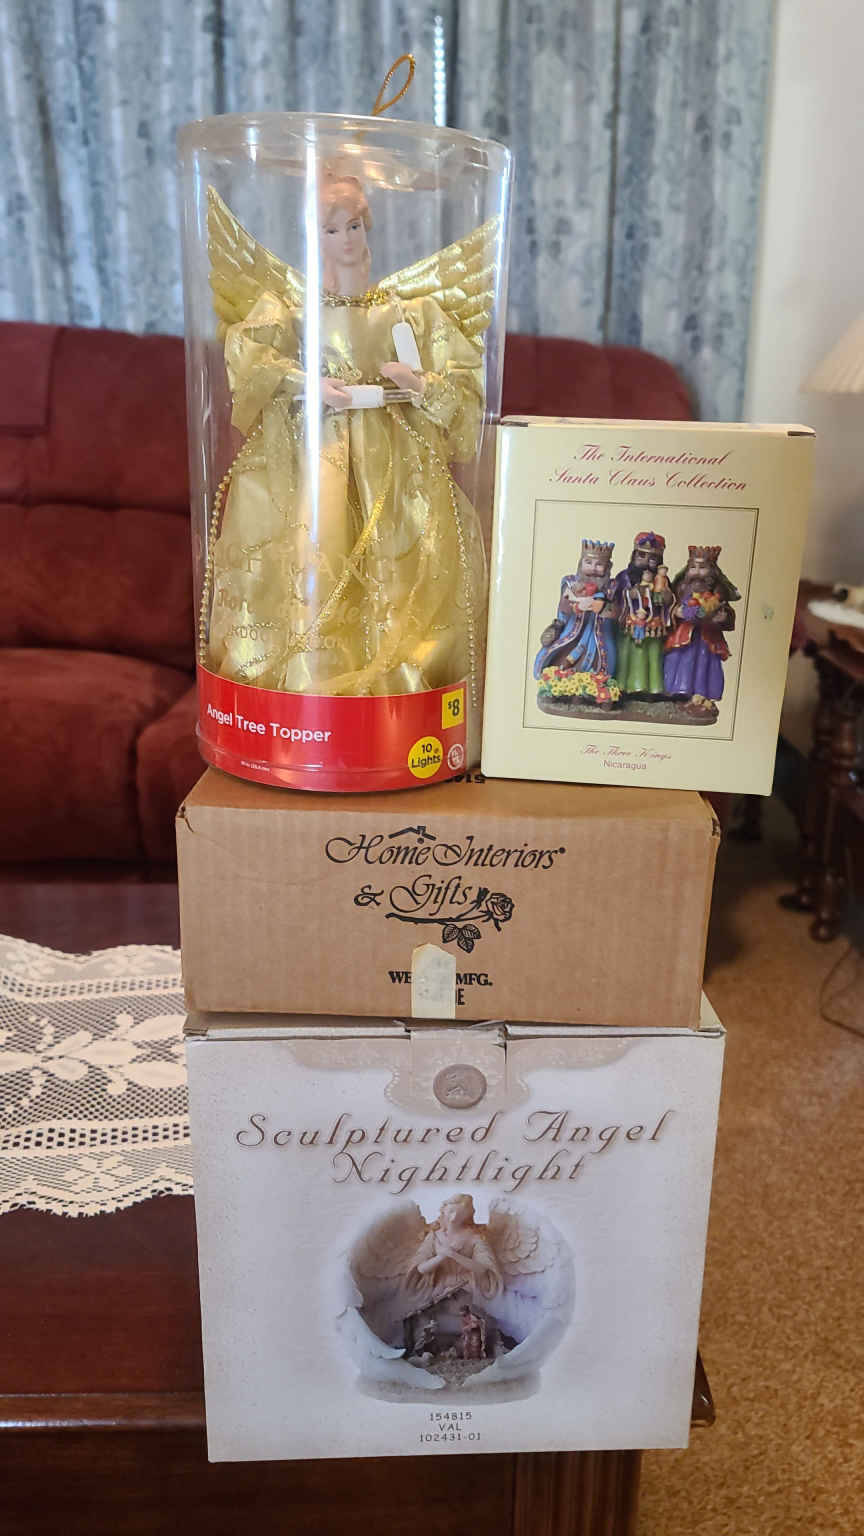 The International
Santa Claus Collection
The Three Kings
Nicaragua
Angel Tree Topper
$8
10
Lights
Home Interiors
& Gifts
MFG.
Sculptured Angel
Nightlight
154815
VAL
102431-01